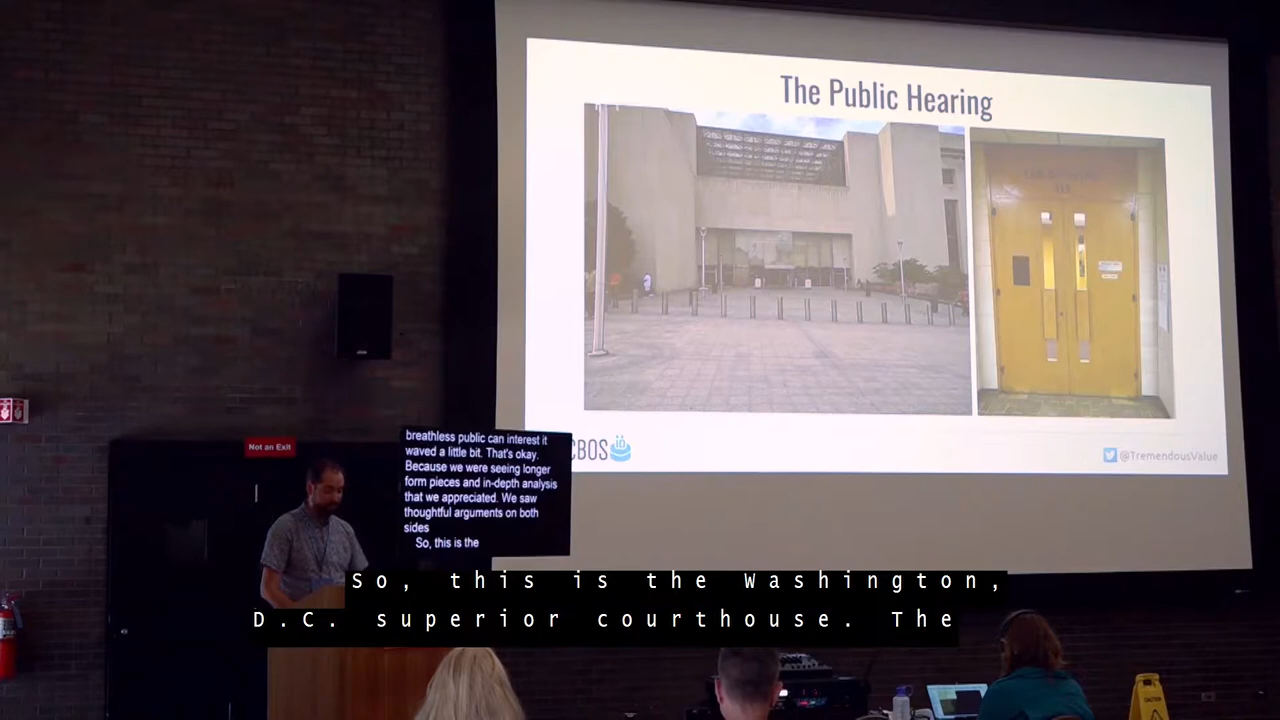 The Public Hearing
CBOS
@TremendousValue
Not an Exit
breathless public can interest it
waved a little bit. That's okay.
Because we were seeing longer
form pieces and in-depth analysis
that we appreciated. We saw
thoughtful arguments on both
sides
So, this is the
So, this is the Washington,
D.C. superior courthouse. The
CAUTION